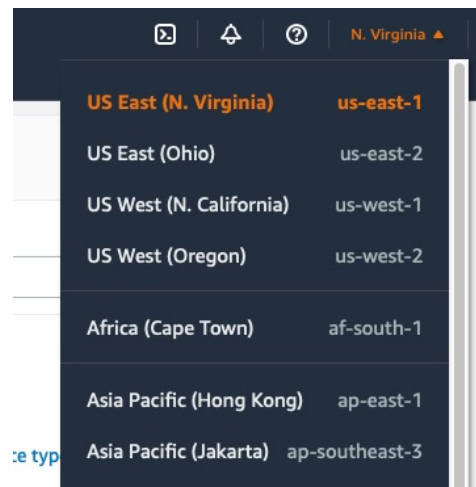 N. Virginia
US East (N. Virginia) us-east-1
US East (Ohio) us-east-2
US West (N. California) us-west-1
US West (Oregon) us-west-2
Africa (Cape Town) af-south-1
Asia Pacific (Hong Kong) ap-east-1
ce typ
Asia Pacific (Jakarta) ap-southeast-3